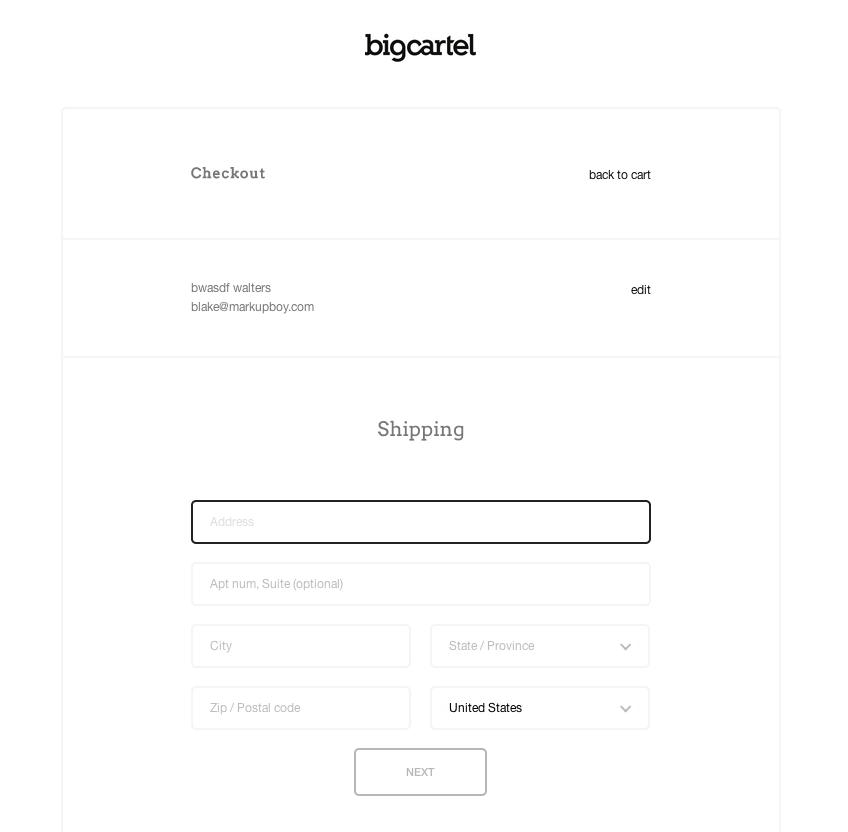 bigcartel
Checkout
back to cart
bwasdf walters
blake@markupboy.com
edit
Shipping
Address
Apt num, Suite (optional)
City
State / Province
Zip / Postal code
United States
NEXT